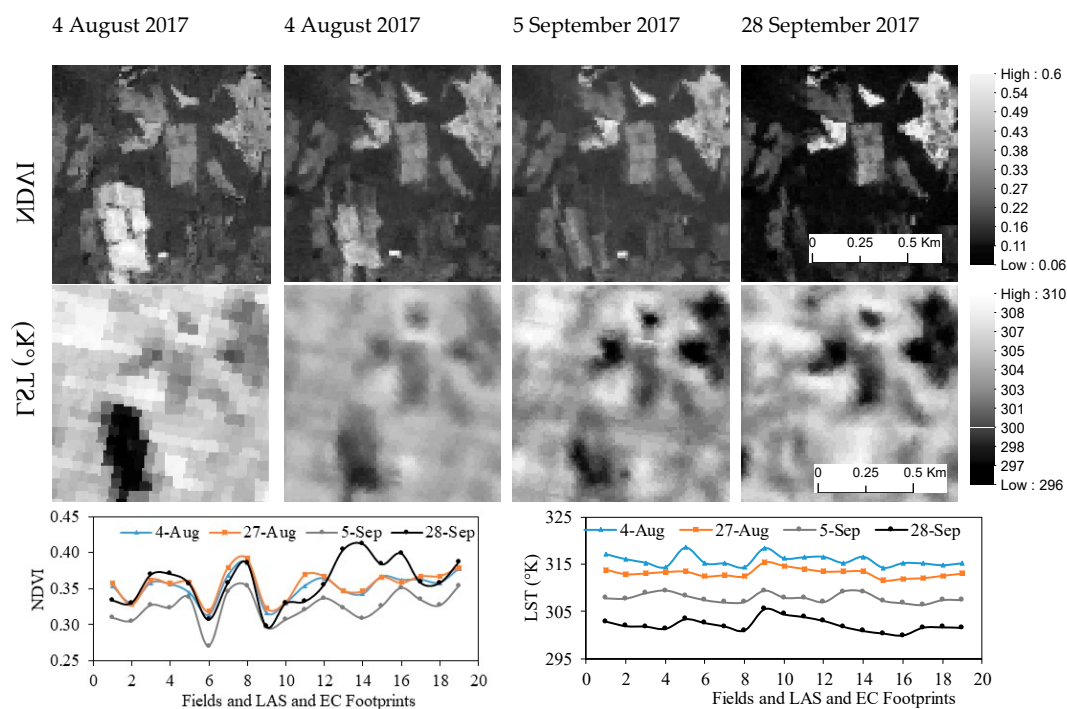 4 August 2017
4 August 2017
5 September 2017
28 September 2017
NDVI
High : 0.6
0.54
0.49
0.43
0.38
0.33
0.27
0.22
0.16
0.11
Low : 0.06
0 0.25 0.5 Km
LST (°K)
High : 310
308
307
305
304
303
301
300
298
297
Low : 296
0 0.25 0.5 Km
0.45
0.40
0.35
0.30
0.25
NDVI
4-Aug 27-Aug 5-Sep 28-Sep
0 2 4 6 8 10 12 14 16 18 20
Fields and LAS and EC Footprints
325
315
305
295
LST (°K)
4-Aug 27-Aug 5-Sep 28-Sep
0 2 4 6 8 10 12 14 16 18 20
Fields and LAS and EC Footprints